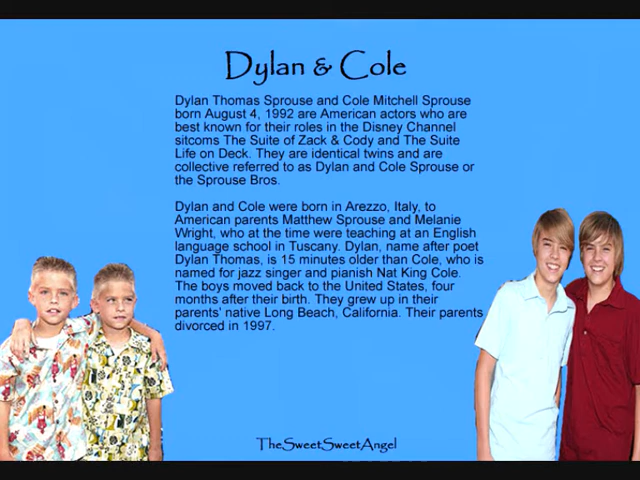 Dylan & Cole
Dylan Thomas Sprouse and Cole Mitchell Sprouse
born August 4, 1992 are American actors who are
best known for their roles in the Disney Channel
sitcoms The Suite of Zack & Cody and The Suite
Life on Deck. They are identical twins and are
collective referred to as Dylan and Cole Sprouse or
the Sprouse Bros.
Dylan and Cole were born in Arezzo, Italy, to
American parents Matthew Sprouse and Melanie
Wright, who at the time were teaching at an English
language school in Tuscany. Dylan, name after poet
Dylan Thomas, is 15 minutes older than Cole, who is
named for jazz singer and pianish Nat King Cole.
The boys moved back to the United States, four
months after their birth. They grew up in their
parents' native Long Beach, California. Their parents
divorced in 1997.
TheSweetSweetAngel